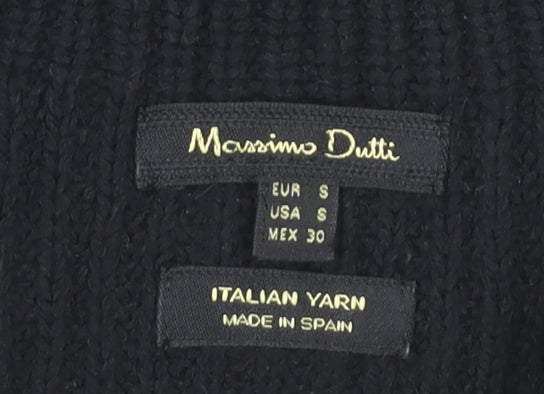 Massimo Dutti
EUR S
USA S
MEX 30
ITALIAN YARN
MADE IN SPAIN